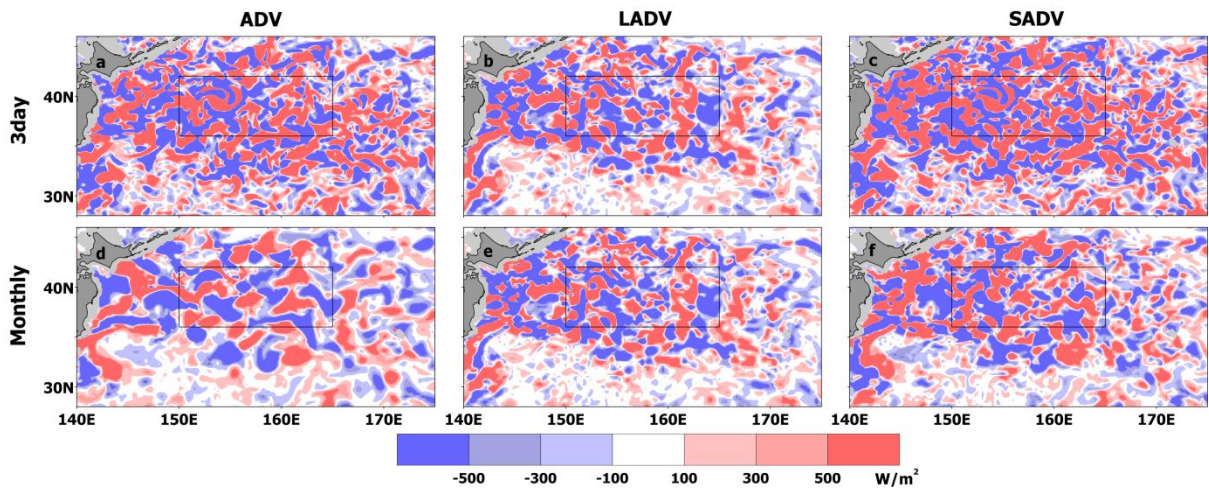 ADV LADV SADV
3day
a b c
40N
30N
Monthly
d e f
40N
30N
140E 150E 160E 170E 140E 150E 160E 170E 140E 150E 160E 170E
-500 -300 -100 100 300 500 W/m²